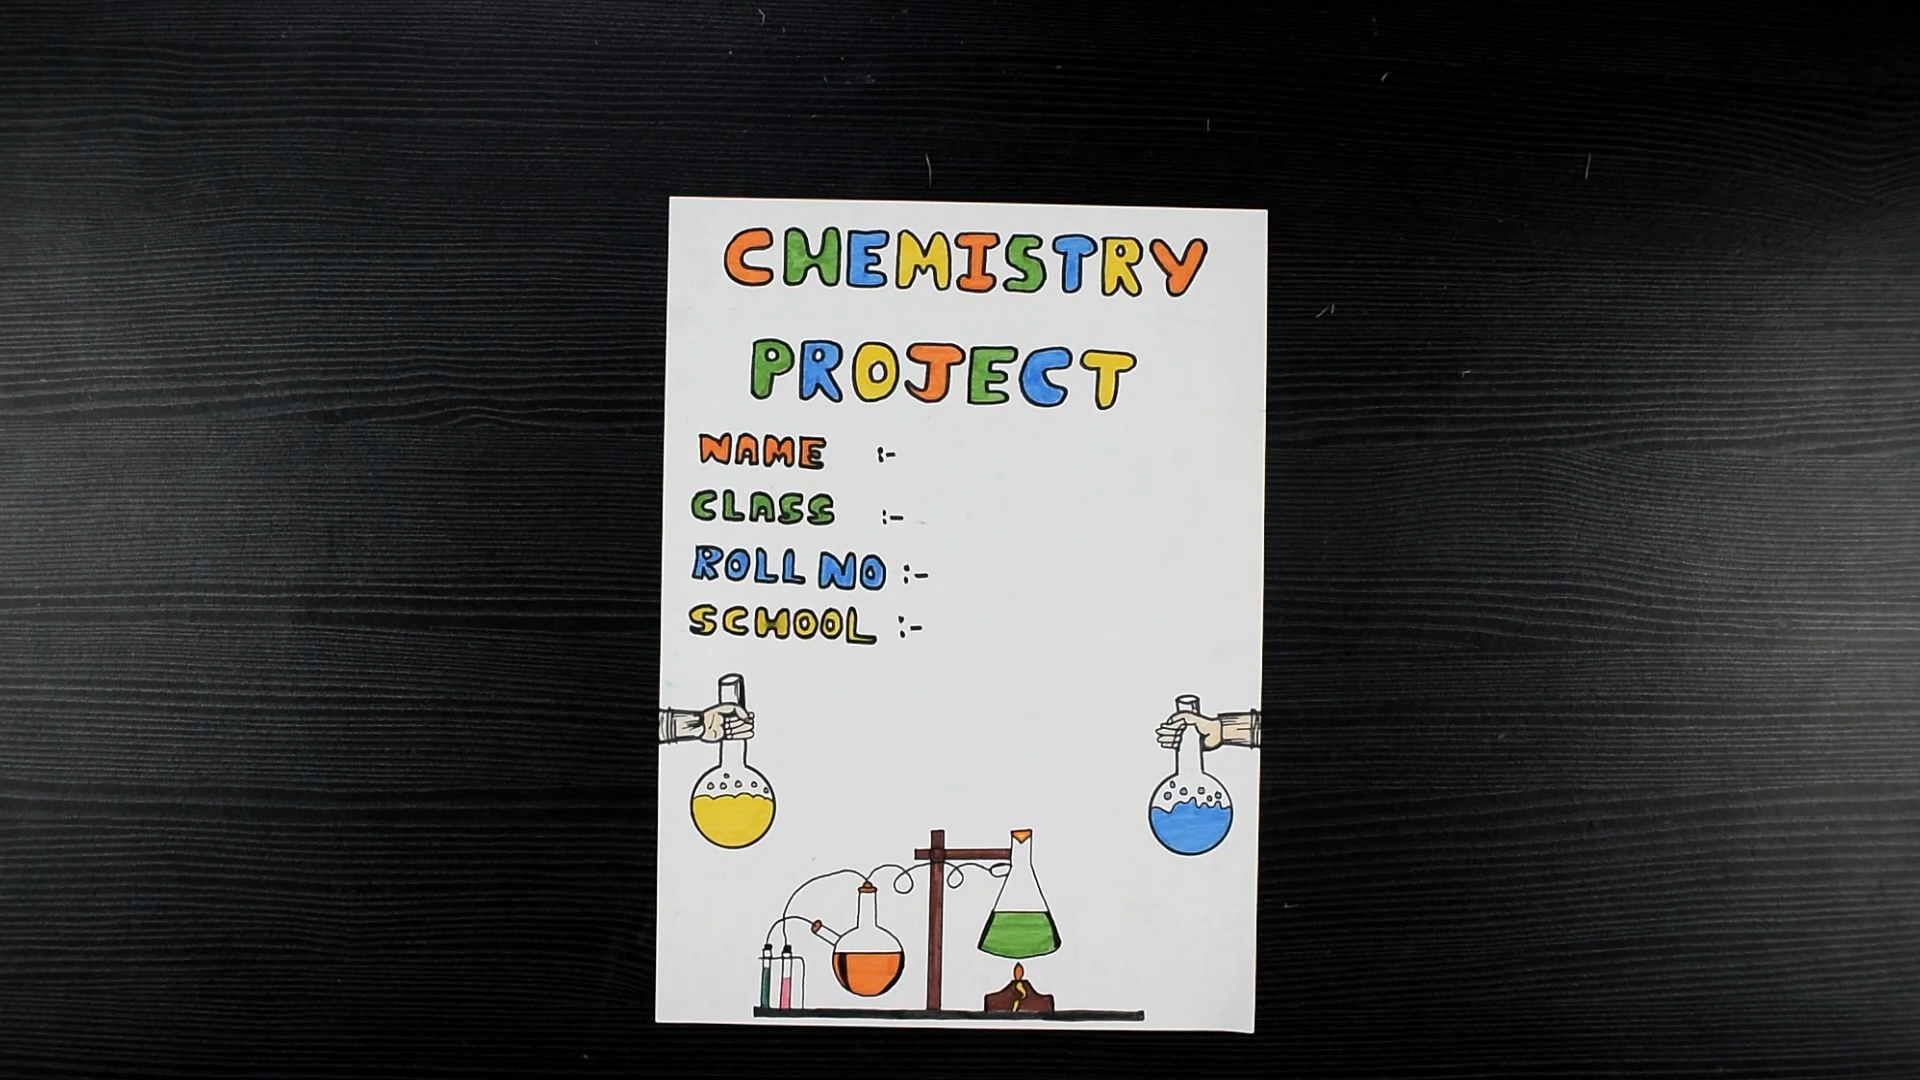 CHEMISTRY
PROJECT
NAME :-
CLASS :-
ROLL NO :-
SCHOOL :-